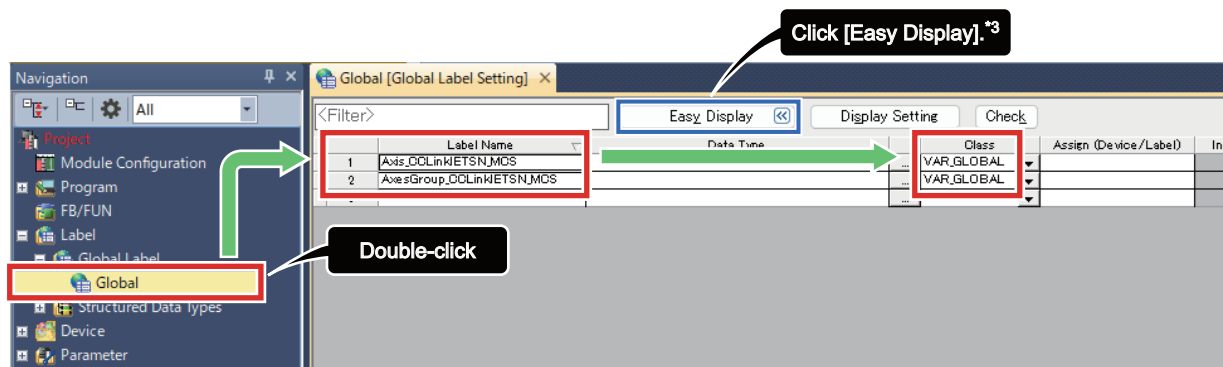 Click [Easy Display].*3
Navigation
Global [Global Label Setting]
All
<Filter>
Easy Display
Display Setting
Check
Project
Module Configuration
Program
FB/FUN
Label
Global Label
Global
Structured Data Types
Device
Parameter
Label Name
Data Type
Class
Assign (Device/Label)
In
1
Axis_CCLinkIETSN_MCS
...
VAR_GLOBAL
2
AxesGroup_CCLinkIETSN_MCS
...
VAR_GLOBAL
...
Double-click